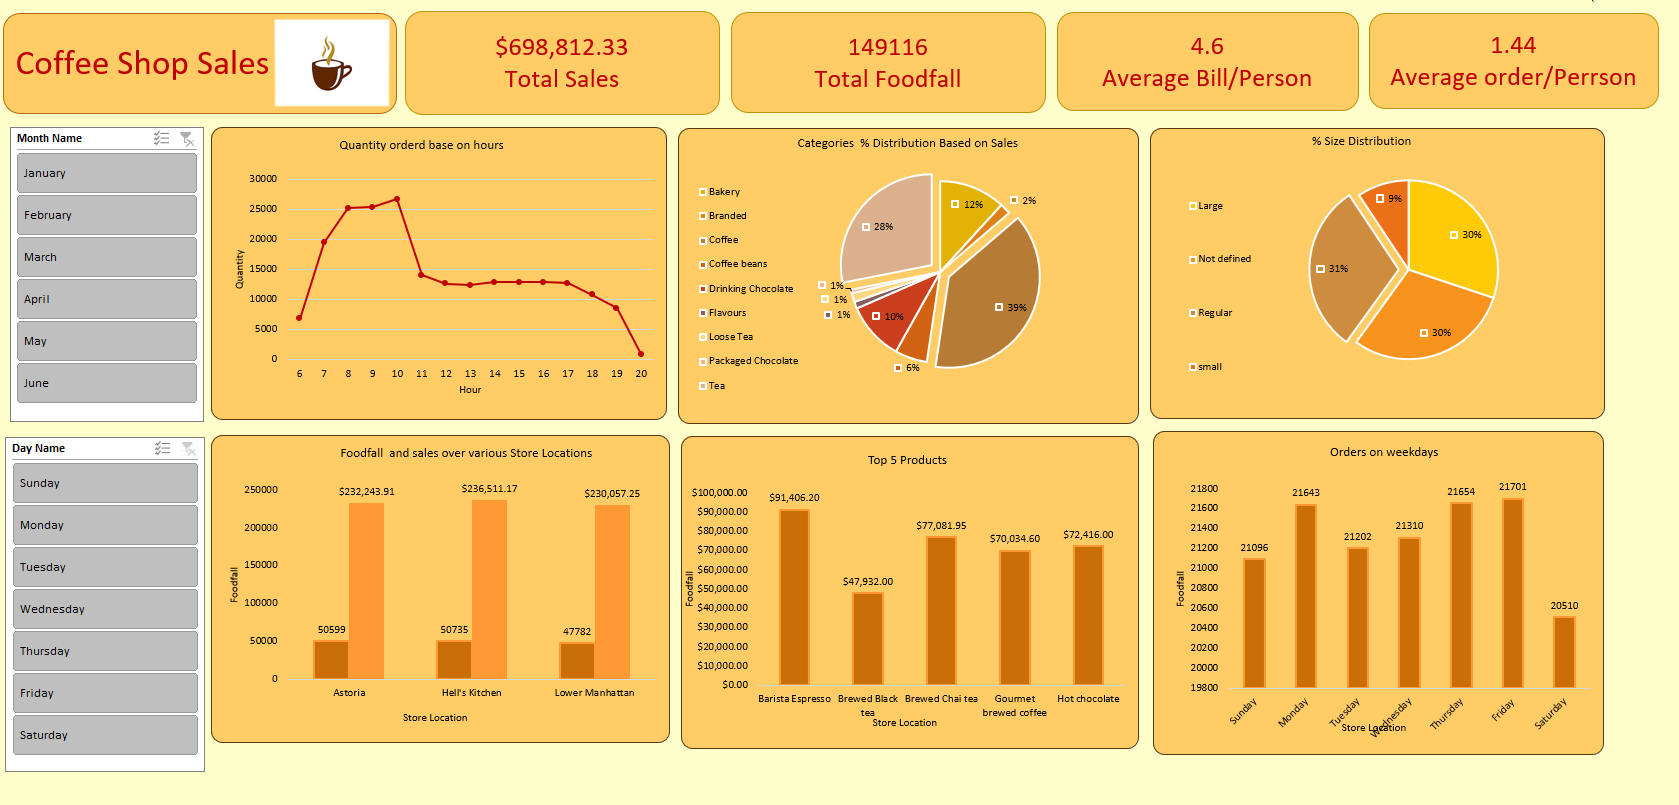 Coffee Shop Sales
$698,812.33
Total Sales
149116
Total Foodfall
4.6
Average Bill/Person
1.44
Average order/Perrson
Month Name
January
February
March
April
May
June
Quantity orderd base on hours
30000
25000
20000
15000
10000
5000
0
Quantity
6 7 8 9 10 11 12 13 14 15 16 17 18 19 20
Hour
Categories % Distribution Based on Sales
Bakery
Branded
Coffee
Coffee beans
Drinking Chocolate
Flavours
Loose Tea
Packaged Chocolate
Tea
12%
2%
39%
6%
10%
1%
1%
1%
28%
% Size Distribution
Large
Not defined
Regular
small
30%
30%
31%
9%
Day Name
Sunday
Monday
Tuesday
Wednesday
Thursday
Friday
Saturday
Foodfall and sales over various Store Locations
250000
200000
150000
100000
50000
0
Foodfall
$232,243.91
$236,511.17
$230,057.25
50599
50735
47782
Astoria
Hell's Kitchen
Lower Manhattan
Store Location
Top 5 Products
$100,000.00
$90,000.00
$80,000.00
$70,000.00
$60,000.00
$50,000.00
$40,000.00
$30,000.00
$20,000.00
$10,000.00
$0.00
Foodfall
$91,406.20
$47,932.00
$77,081.95
$70,034.60
$72,416.00
Barista Espresso
Brewed Black
tea
Brewed Chai tea
Gourmet
brewed coffee
Hot chocolate
Store Location
Orders on weekdays
21800
21600
21400
21200
21000
20800
20600
20400
20200
20000
19800
Foodfall
21096
21643
21202
21310
21654
21701
20510
Sunday
Monday
Tuesday
Wednesday
Thursday
Friday
Saturday
Store Location